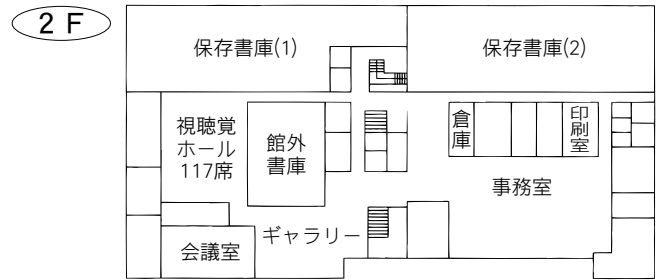 ２Ｆ
保存書庫(1)
保存書庫(2)
視聴覚
ホール
117席
館外
書庫
倉庫
印刷室
事務室
ギャラリー
会議室